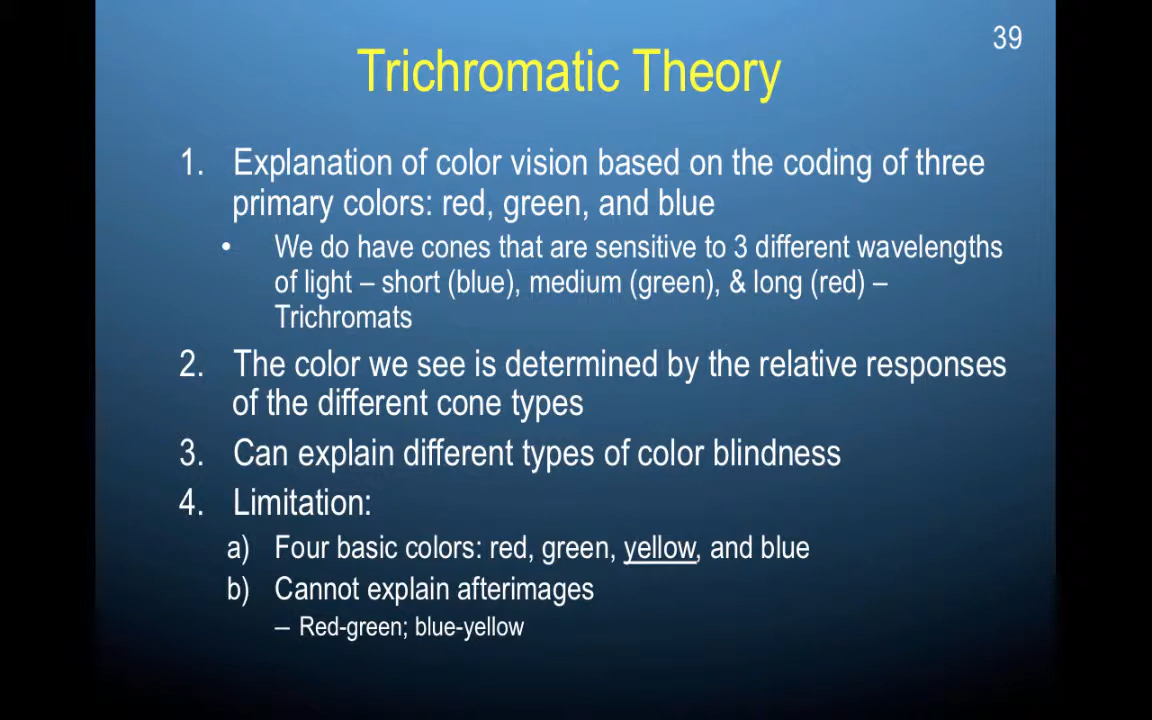 39
Trichromatic Theory
1. Explanation of color vision based on the coding of three
primary colors: red, green, and blue
• We do have cones that are sensitive to 3 different wavelengths
of light – short (blue), medium (green), & long (red) –
Trichromats
2. The color we see is determined by the relative responses
of the different cone types
3. Can explain different types of color blindness
4. Limitation:
a) Four basic colors: red, green, yellow, and blue
b) Cannot explain afterimages
– Red-green; blue-yellow